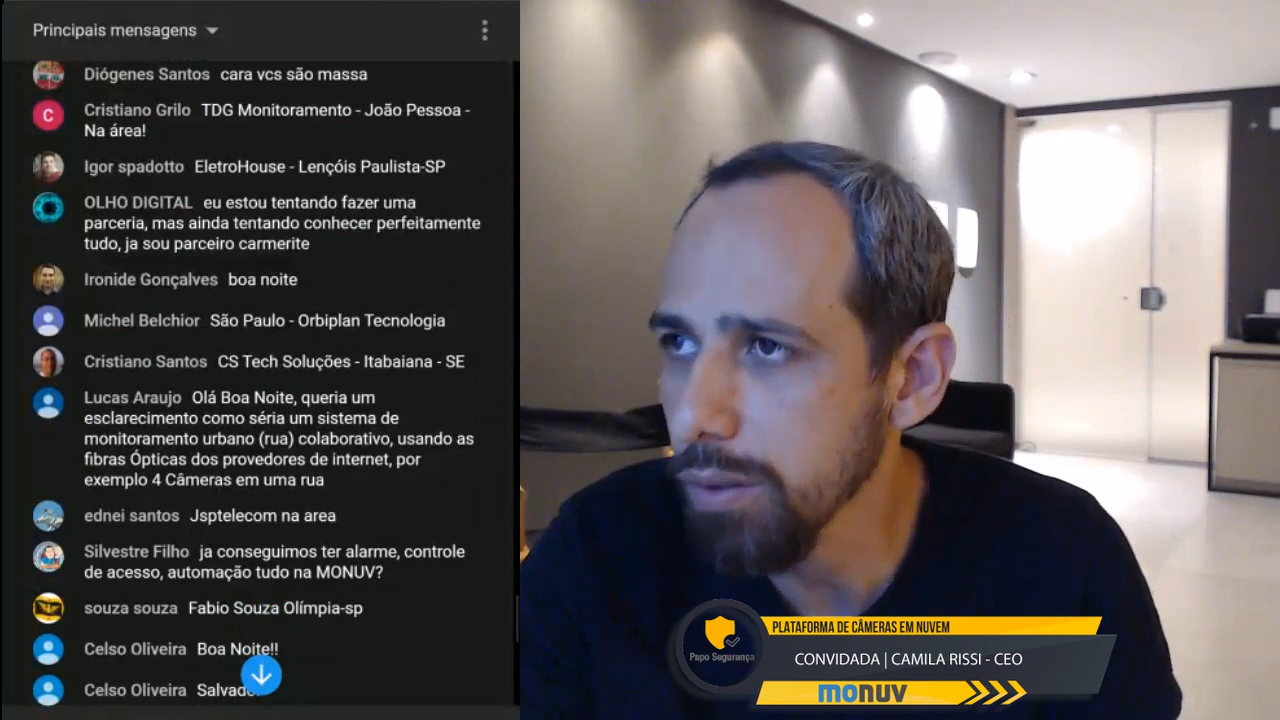 Principais mensagens
Diógenes Santos cara vcs são massa
C
Cristiano Grilo TDG Monitoramento - João Pessoa -
Na área!
Igor spadotto EletroHouse - Lençóis Paulista-SP
OLHO DIGITAL eu estou tentando fazer uma
parceria, mas ainda tentando conhecer perfeitamente
tudo, ja sou parceiro carmerite
Ironide Gonçalves boa noite
Michel Belchior São Paulo - Orbiplan Tecnologia
Cristiano Santos CS Tech Soluções - Itabaiana - SE
Lucas Araujo Olá Boa Noite, queria um
esclarecimento como séria um sistema de
monitoramento urbano (rua) colaborativo, usando as
fibras Ópticas dos provedores de internet, por
exemplo 4 Câmeras em uma rua
ednei santos Jsptelecom na area
Silvestre Filho ja conseguimos ter alarme, controle
de acesso, automação tudo na MONUV?
souza souza Fabio Souza Olímpia-sp
Celso Oliveira Boa Noite!!
Celso Oliveira Salvado
Papo Segurança
PLATAFORMA DE CÂMERAS EM NUVEM
CONVIDADA | CAMILA RISSI - CEO
monuv